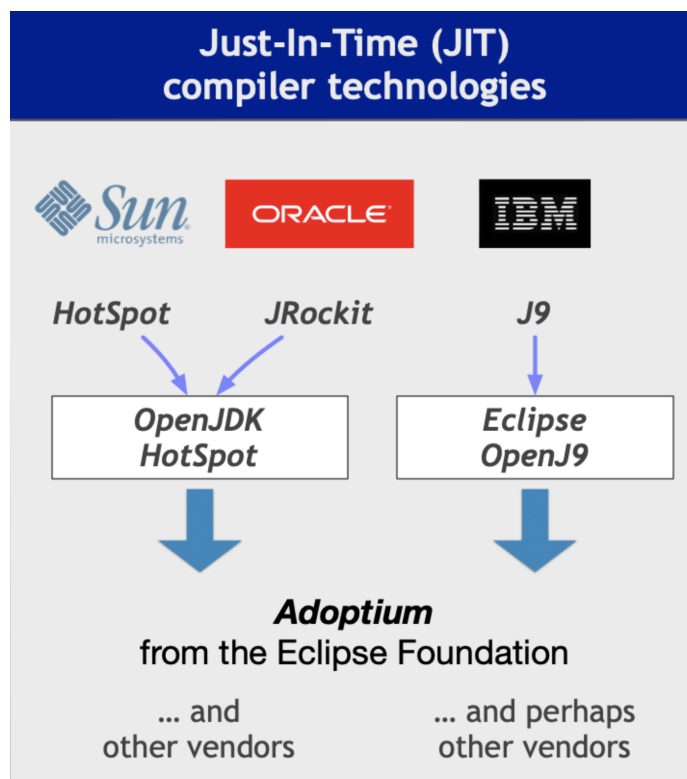 Just-In-Time (JIT)
compiler technologies
Sun
microsystems
ORACLE
IBM
HotSpot
JRockit
J9
OpenJDK
HotSpot
Eclipse
OpenJ9
Adoptium
from the Eclipse Foundation
... and
other vendors
... and perhaps
other vendors